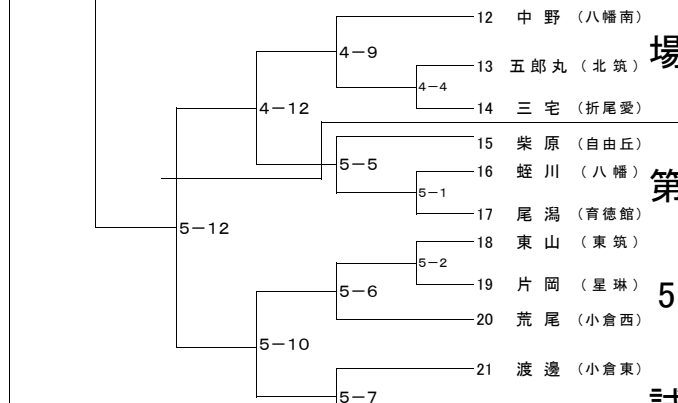 12 中野 (八幡南)
4-9
13 五郎丸 (北筑)
場
4-4
4-12
14 三宅 (折尾愛)
15 柴原 (自由丘)
5-5
16 蛭川 (八幡)
第
5-1
17 尾潟 (育徳館)
5-12
18 東山 (東筑)
5-2
19 片岡 (星琳)
5-6
5
20 荒尾 (小倉西)
5-10
21 渡邊 (小倉東)
5-7